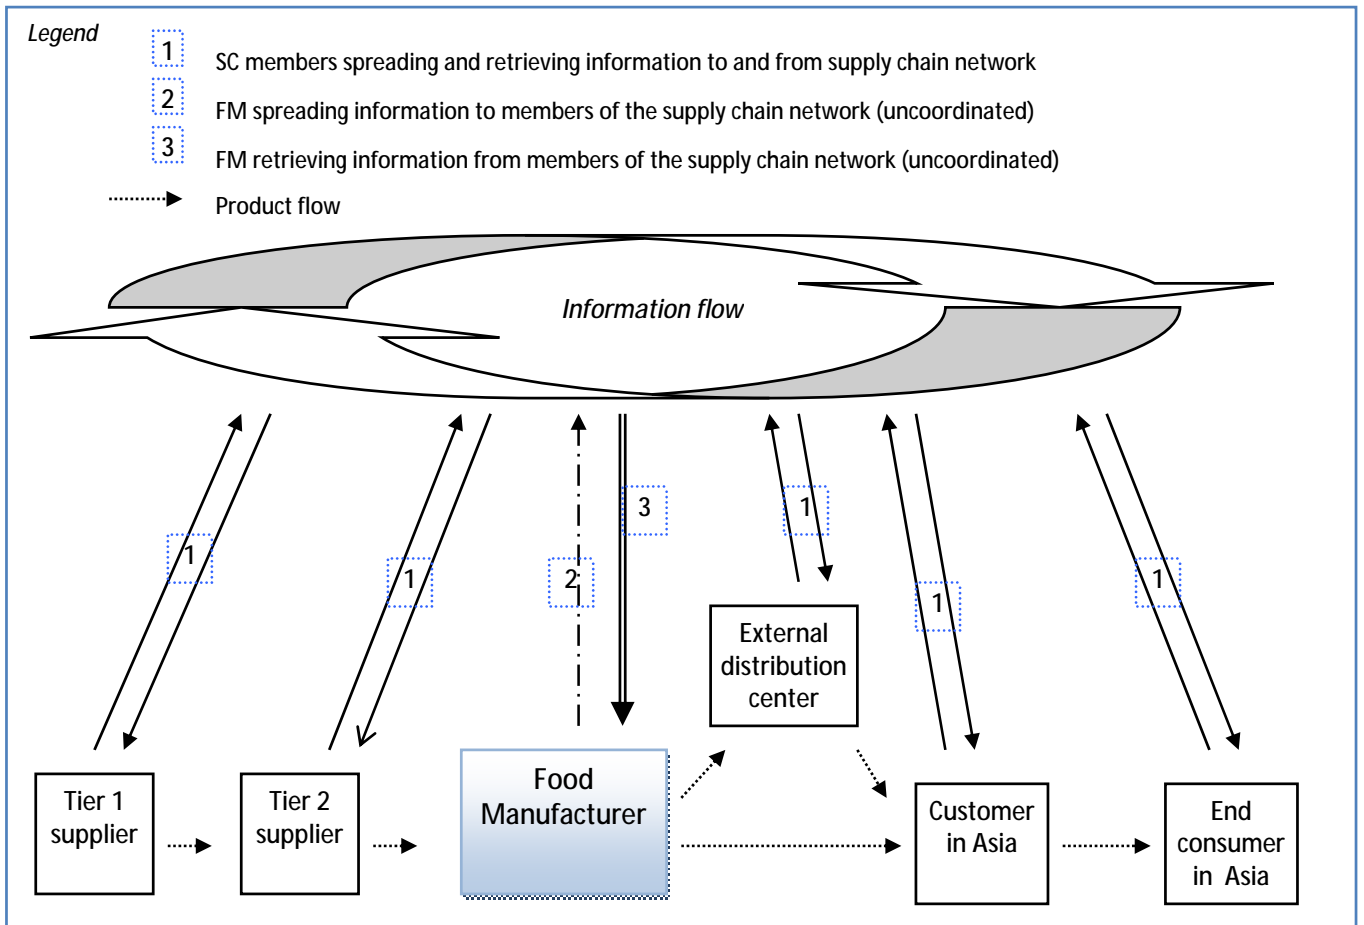 Legend
1
SC members spreading and retrieving information to and from supply chain network
2
FM spreading information to members of the supply chain network (uncoordinated)
3
FM retrieving information from members of the supply chain network (uncoordinated)
Product flow
Information flow
1
1
2
3
1
1
1
Tier 1
supplier
Tier 2
supplier
Food
Manufacturer
External
distribution
center
Customer
in Asia
End
consumer
in Asia